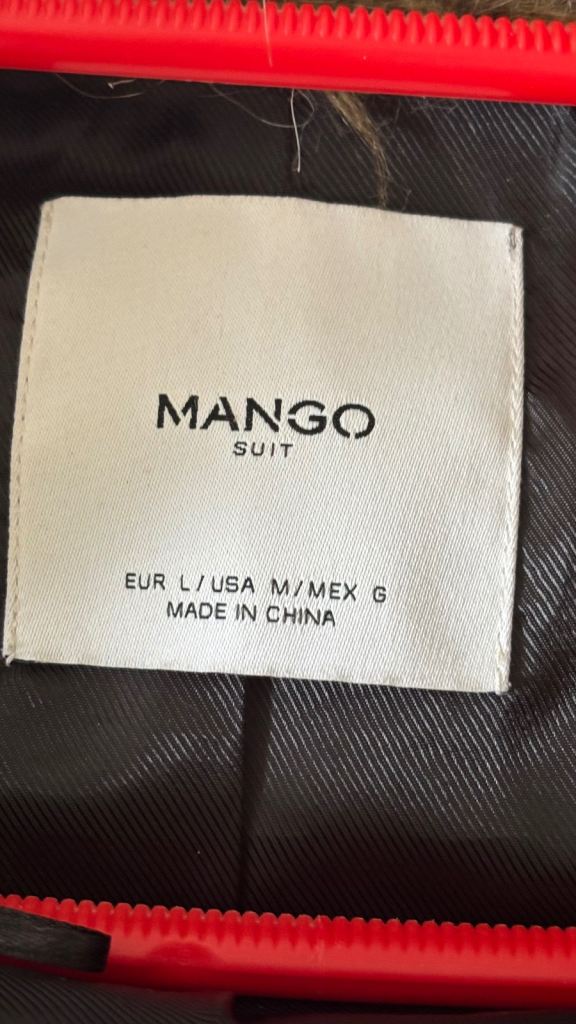 MANGO
SUIT
EUR L/USA M/MEX G
MADE IN CHINA